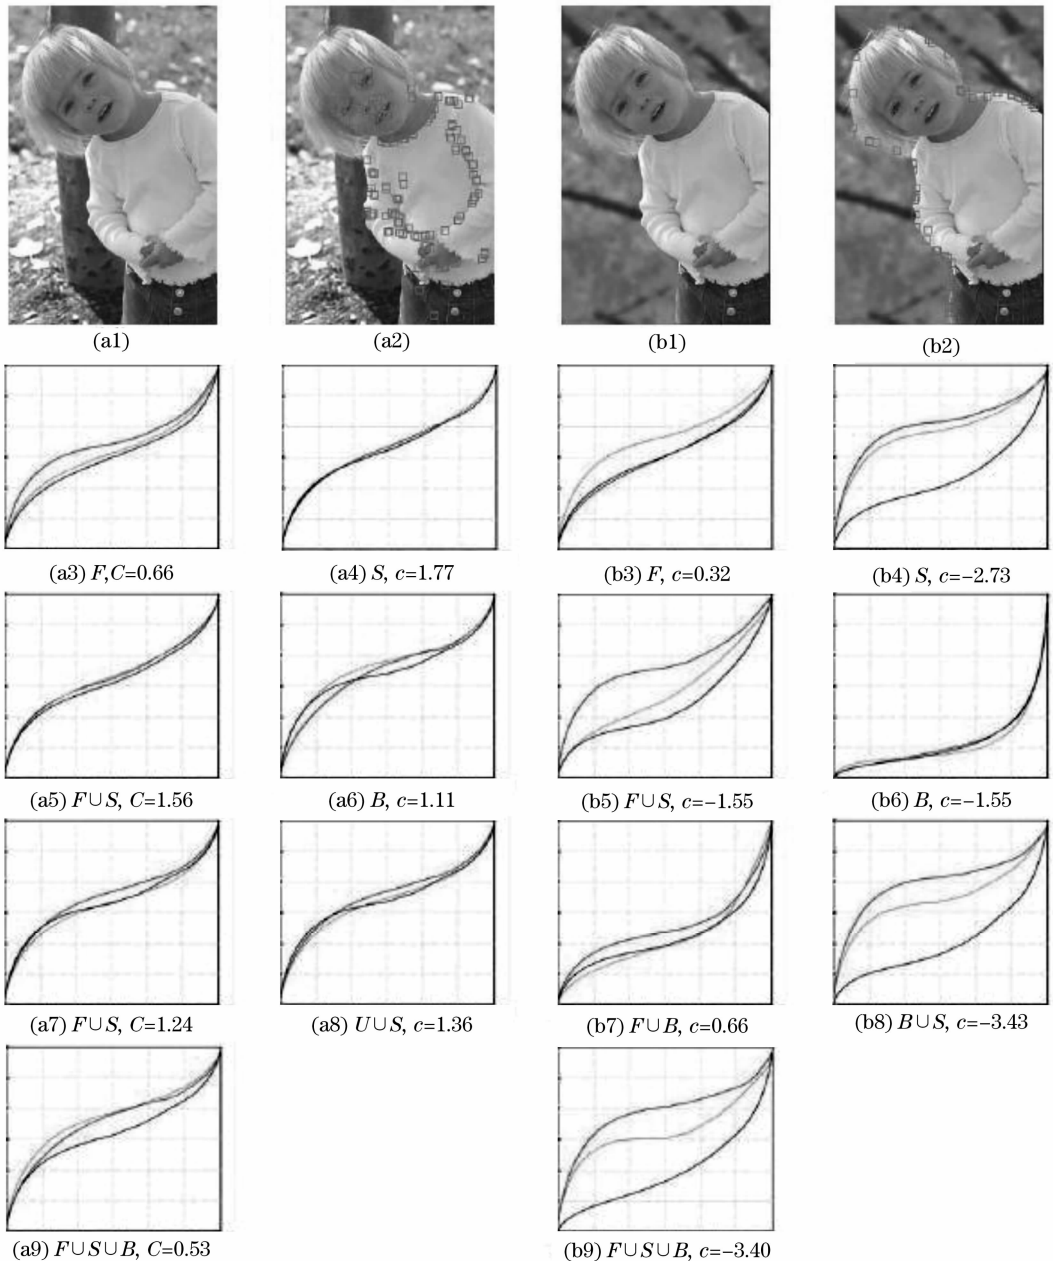 (a1) (a2) (b1) (b2)
(a3) F,C=0.66 (a4) S, c=1.77 (b3) F, c=0.32 (b4) S, c=−2.73
(a5) F∪S, C=1.56 (a6) B, c=1.11 (b5) F∪S, c=−1.55 (b6) B, c=−1.55
(a7) F∪S, C=1.24 (a8) U∪S, c=1.36 (b7) F∪B, c=0.66 (b8) B∪S, c=−3.43
(a9) F∪S∪B, C=0.53 (b9) F∪S∪B, c=−3.40